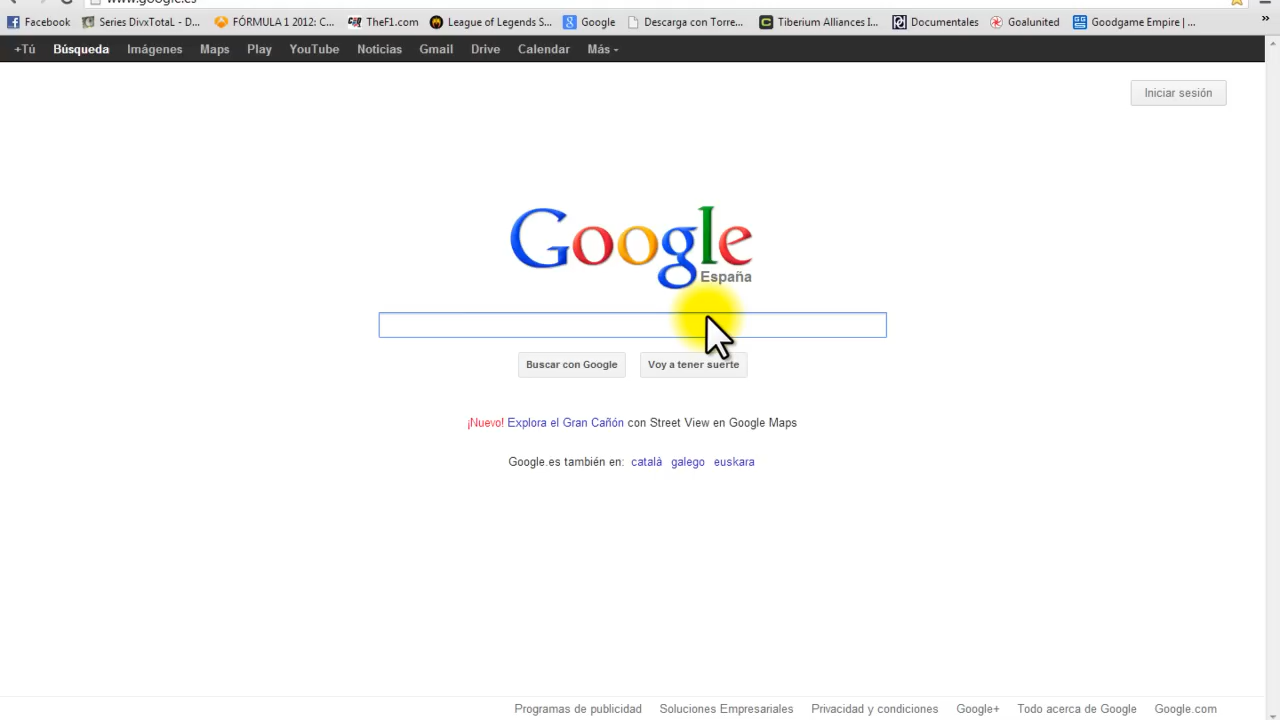 www.google.es
Facebook Series DivxTotaL - D... FÓRMULA 1 2012: C... TheF1.com League of Legends S... Google Descarga con Torre... Tiberium Alliances I... Documentales Goalunited Goodgame Empire | ... »
+Tú Búsqueda Imágenes Maps Play YouTube Noticias Gmail Drive Calendar Más
Iniciar sesión
Google
España
Buscar con Google Voy a tener suerte
¡Nuevo! Explora el Gran Cañón con Street View en Google Maps
Google.es también en: català galego euskara
Programas de publicidad Soluciones Empresariales Privacidad y condiciones Google+ Todo acerca de Google Google.com